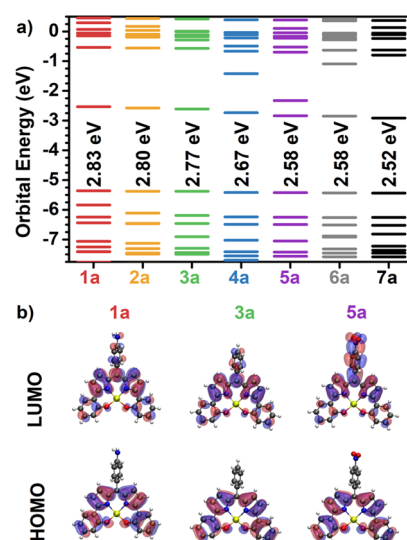 a)
Orbital Energy (eV)
0
-1
-2
-3
-4
-5
-6
-7
2.83 eV
2.80 eV
2.77 eV
2.67 eV
2.58 eV
2.58 eV
2.52 eV
1a 2a 3a 4a 5a 6a 7a
b) 1a 3a 5a
LUMO
HOMO